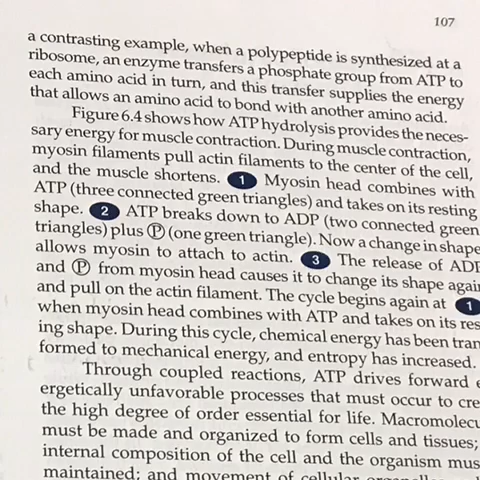 107
a contrasting example, when a polypeptide is synthesized at a
ribosome, an enzyme transfers a phosphate group from ATP to
each amino acid in turn, and this transfer supplies the energy
that allows an amino acid to bond with another amino acid.
Figure 6.4 shows how ATP hydrolysis provides the neces-
sary energy for muscle contraction. During muscle contraction,
myosin filaments pull actin filaments to the center of the cell,
and the muscle shortens. 1 Myosin head combines with
ATP (three connected green triangles) and takes on its resting
shape. 2 ATP breaks down to ADP (two connected green
triangles) plus Ⓟ (one green triangle). Now a change in shape
allows myosin to attach to actin. 3 The release of ADP
and Ⓟ from myosin head causes it to change its shape agai
and pull on the actin filament. The cycle begins again at 1
when myosin head combines with ATP and takes on its res
ing shape. During this cycle, chemical energy has been tran
formed to mechanical energy, and entropy has increased.
Through coupled reactions, ATP drives forward e
ergetically unfavorable processes that must occur to cre
the high degree of order essential for life. Macromolecu
must be made and organized to form cells and tissues;
internal composition of the cell and the organism mus
maintained; and movement of cellular organelles